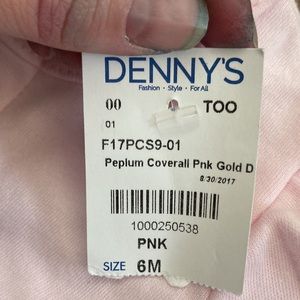 DENNY'S
Fashion · Style · For All
00 TOO
01
F17PCS9-01
Peplum Coverall Pnk Gold D
8/30/2017
1000250538
PNK
SIZE 6M